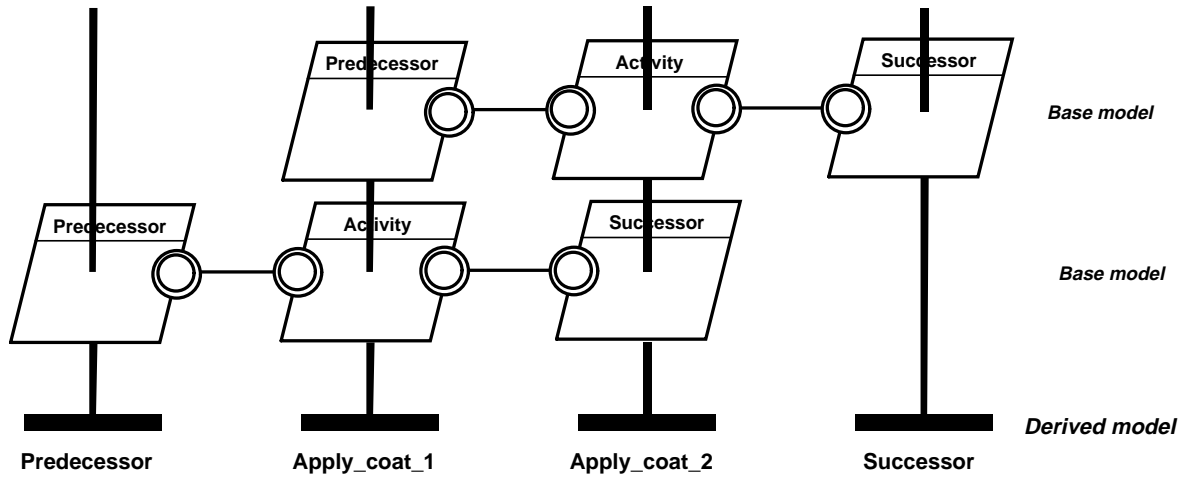 Predecessor
Activity
Successor
Base model
Predecessor
Activity
Successor
Base model
Derived model
Predecessor
Apply_coat_1
Apply_coat_2
Successor